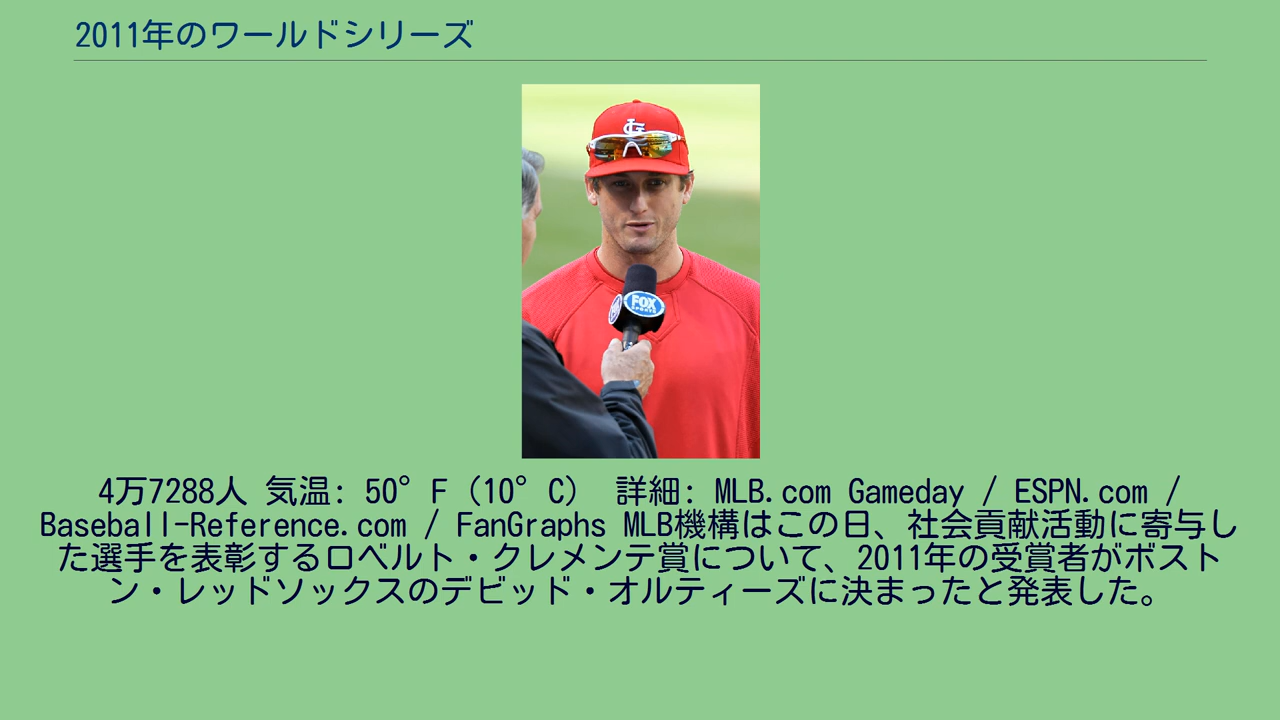 2011年のワールドシリーズ
FOX
SPORTS
4万7288人 気温: 50°F（10°C） 詳細: MLB.com Gameday / ESPN.com /
Baseball-Reference.com / FanGraphs MLB機構はこの日、社会貢献活動に寄与し
た選手を表彰するロベルト・クレメンテ賞について、2011年の受賞者がボスト
ン・レッドソックスのデビッド・オルティーズに決まったと発表した。